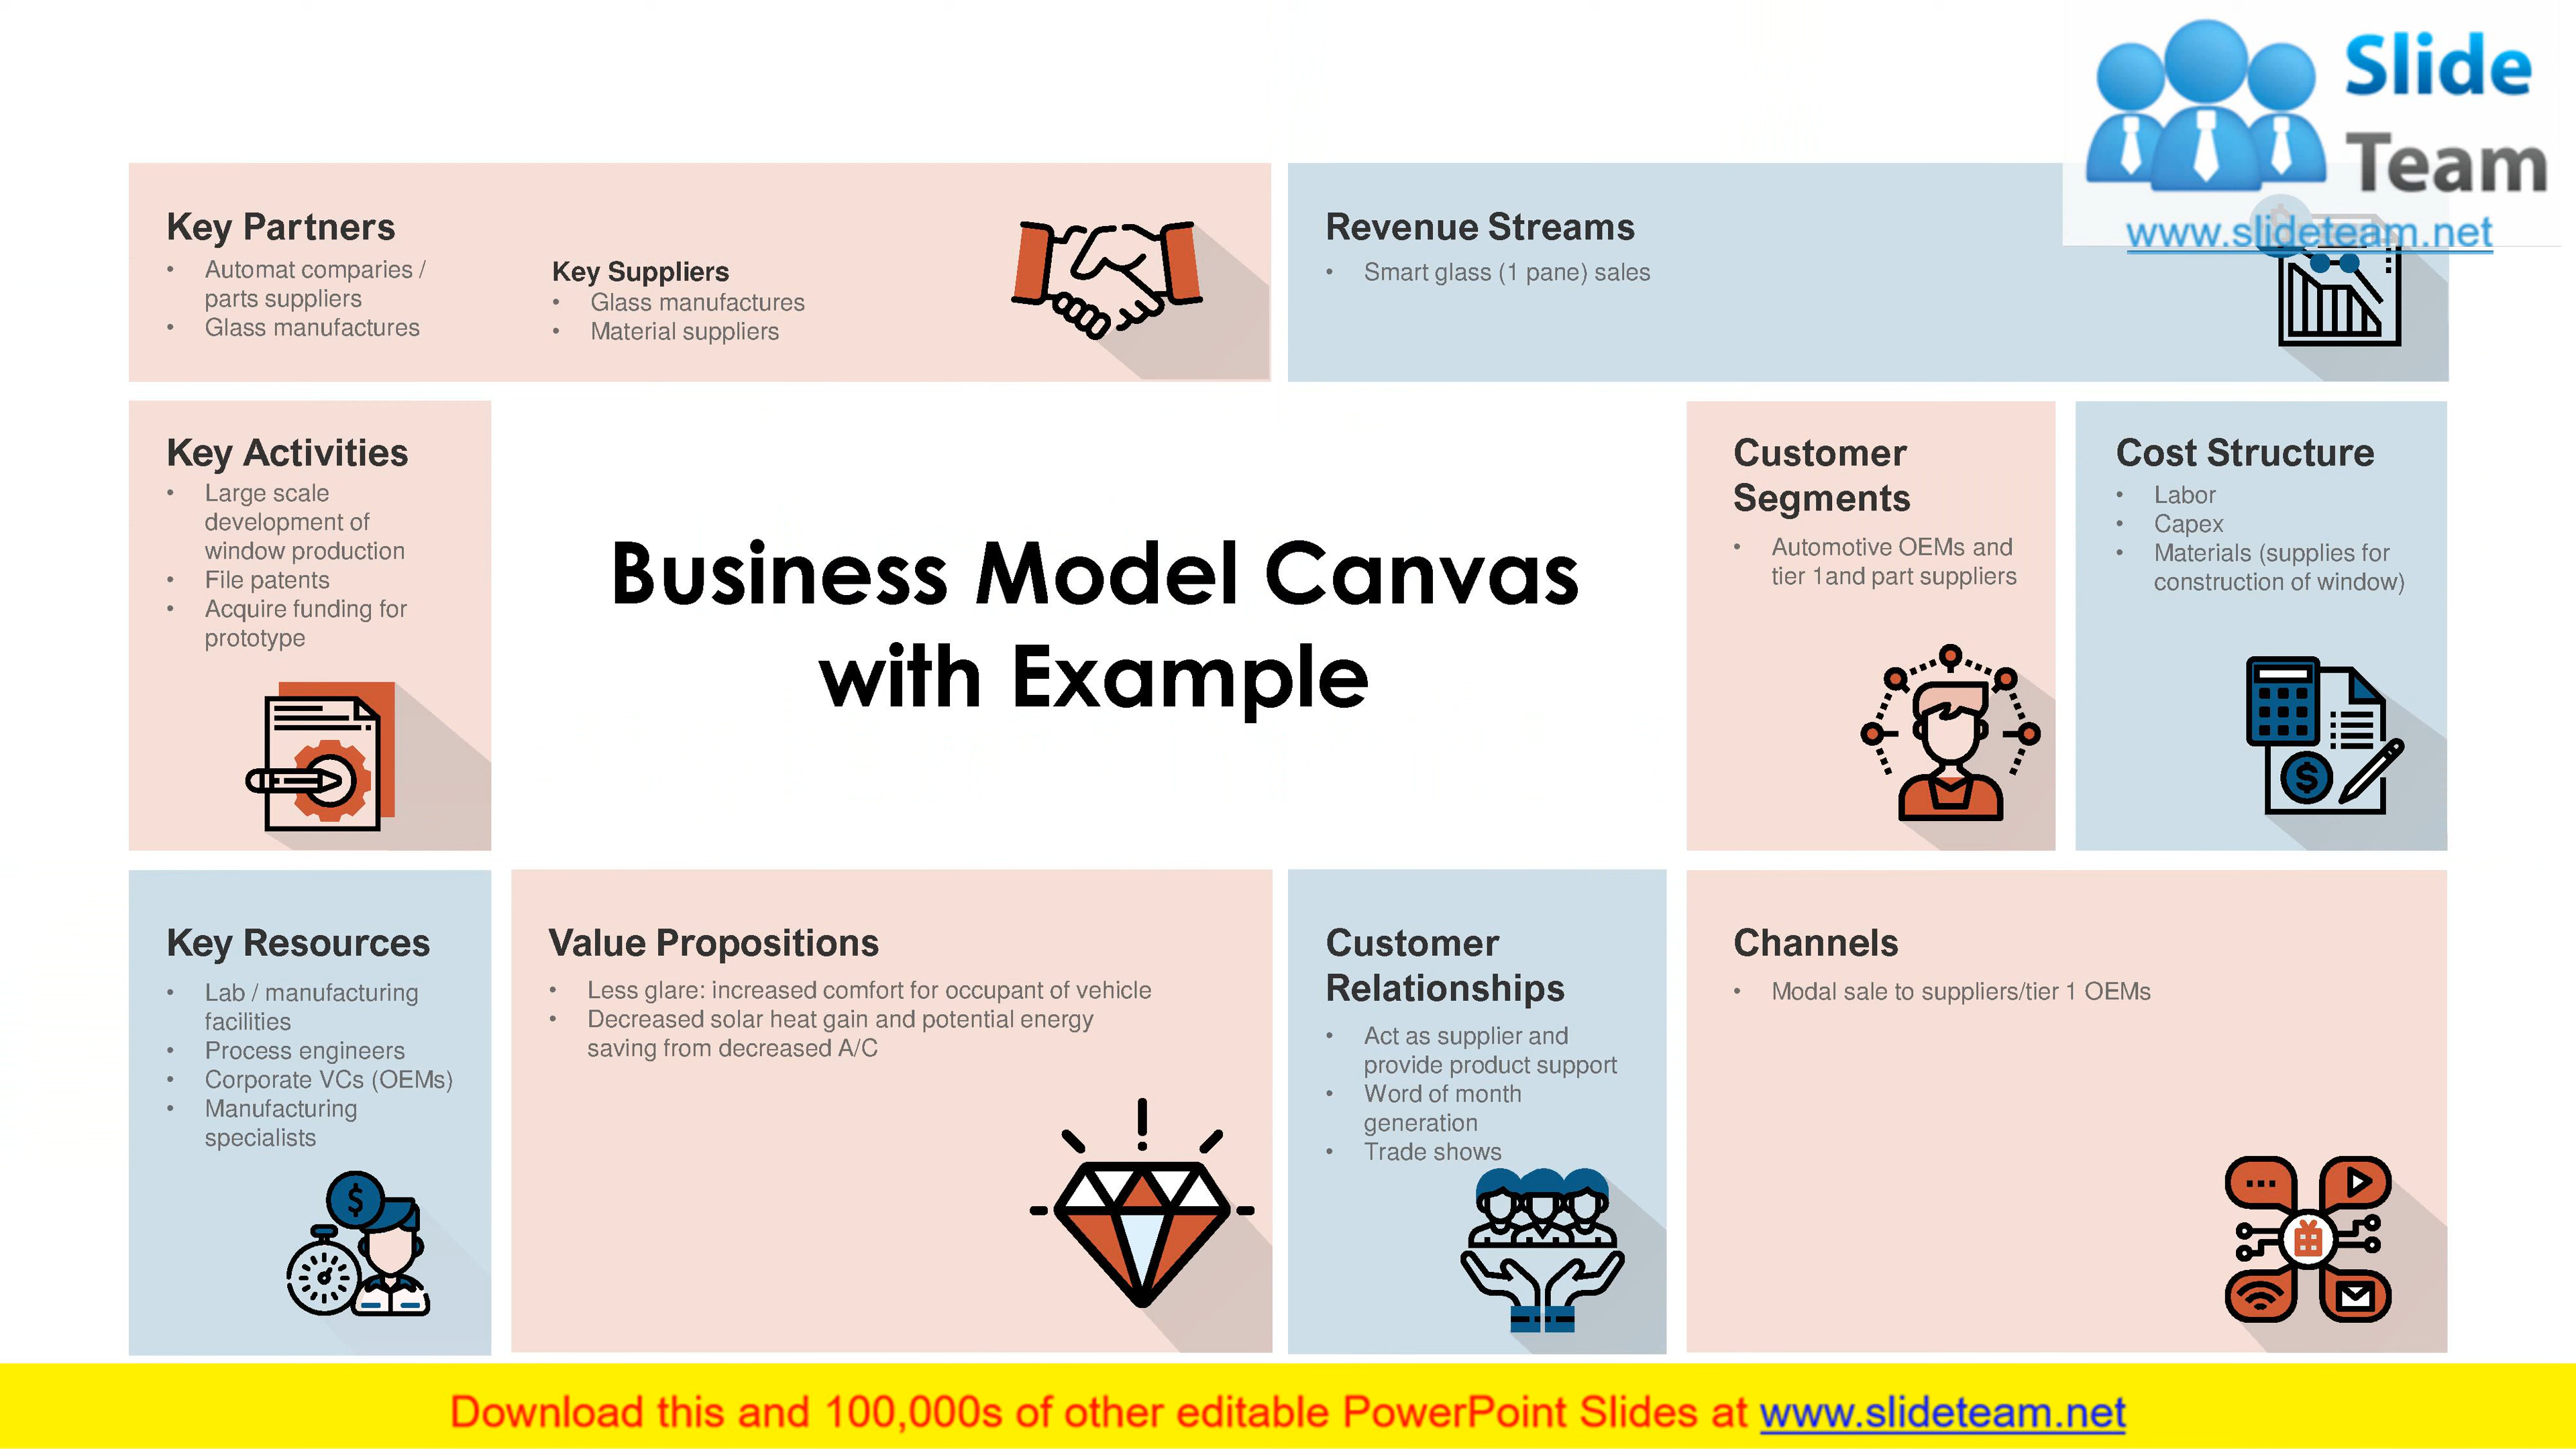 Slide
Team
www.slideteam.net
Key Partners
• Automat comparies /
parts suppliers
• Glass manufactures
Key Suppliers
• Glass manufactures
• Material suppliers
Revenue Streams
• Smart glass (1 pane) sales
Key Activities
• Large scale
development of
window production
• File patents
• Acquire funding for
prototype
Business Model Canvas
with Example
Customer
Segments
• Automotive OEMs and
tier 1and part suppliers
Cost Structure
• Labor
• Capex
• Materials (supplies for
construction of window)
Key Resources
• Lab / manufacturing
facilities
• Process engineers
• Corporate VCs (OEMs)
• Manufacturing
specialists
Value Propositions
• Less glare: increased comfort for occupant of vehicle
• Decreased solar heat gain and potential energy
saving from decreased A/C
Customer
Relationships
• Act as supplier and
provide product support
• Word of month
generation
• Trade shows
Channels
• Modal sale to suppliers/tier 1 OEMs
Download this and 100,000s of other editable PowerPoint Slides at www.slideteam.net